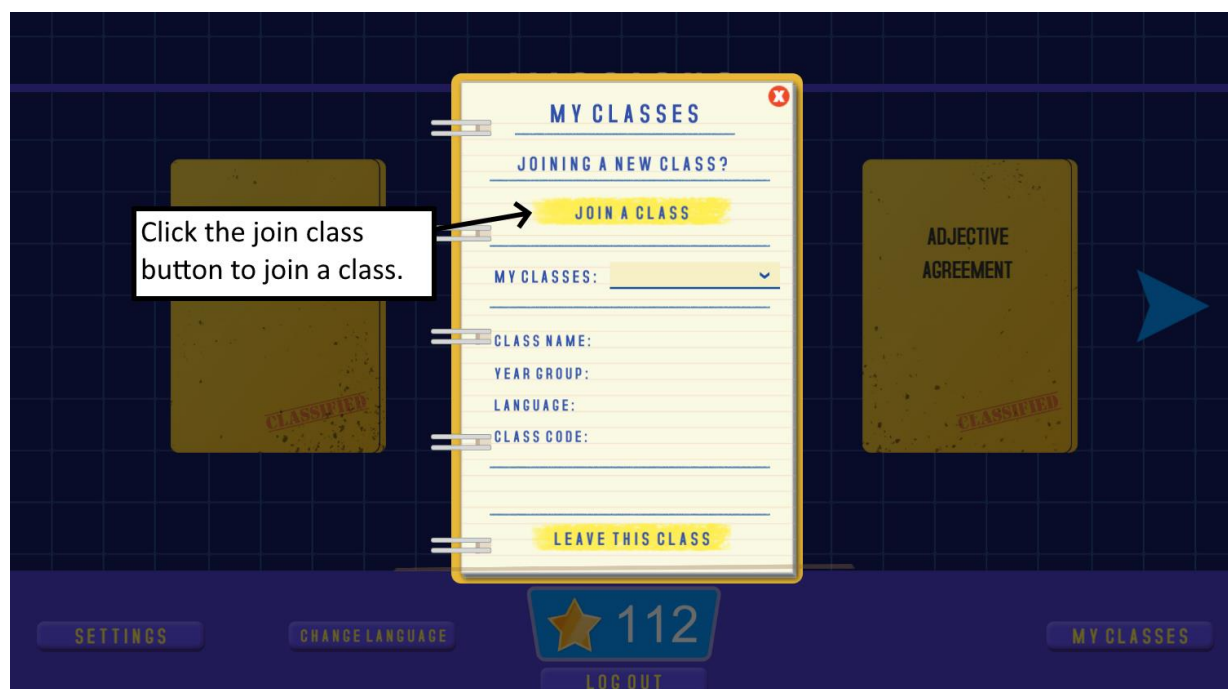 MY CLASSES
JOINING A NEW CLASS?
JOIN A CLASS
Click the join class
button to join a class.
MY CLASSES:
CLASS NAME:
YEAR GROUP:
LANGUAGE:
CLASS CODE:
LEAVE THIS CLASS
CLASSIFIED
ADJECTIVE
AGREEMENT
CLASSIFIED
SETTINGS
CHANGE LANGUAGE
112
LOG OUT
MY CLASSES